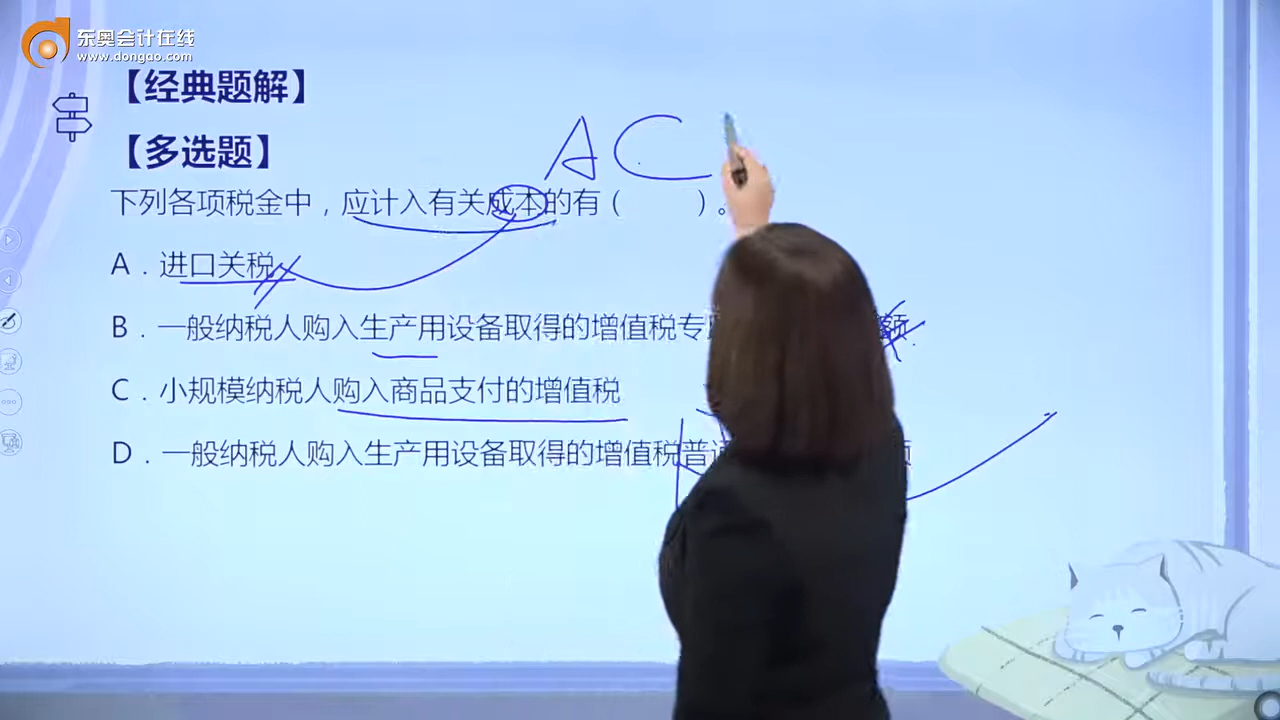 东奥会计在线
www.dongao.com
【经典题解】
【多选题】
AC
下列各项税金中，应计入有关成本的有（ ）。
A．进口关税
B．一般纳税人购入生产用设备取得的增值税专
C．小规模纳税人购入商品支付的增值税
D．一般纳税人购入生产用设备取得的增值税普通